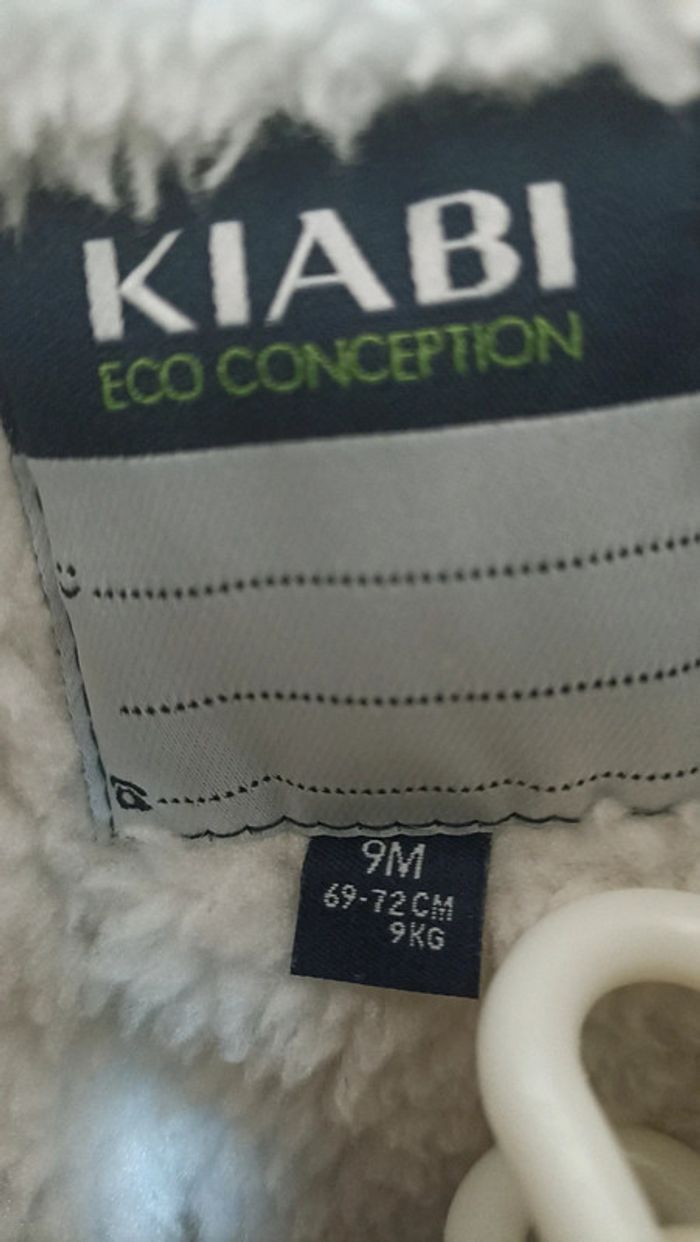 KIABI
ECO CONCEPTION
9M
69-72CM
9KG